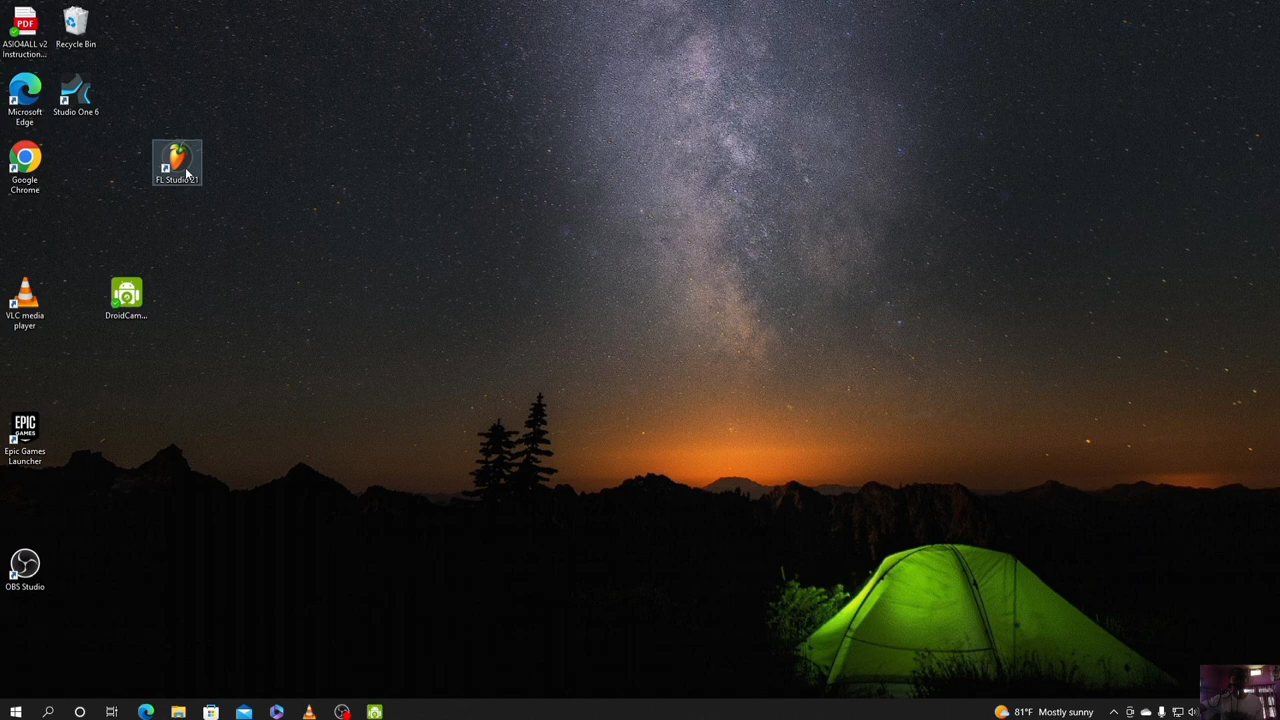 PDF
ASIO4ALL v2
Instruction...
Recycle Bin
Microsoft
Edge
Studio One 6
Google
Chrome
FL Studio 21
VLC media
player
DroidCam...
EPIC
GAMES
Epic Games
Launcher
OBS Studio
81°F Mostly sunny